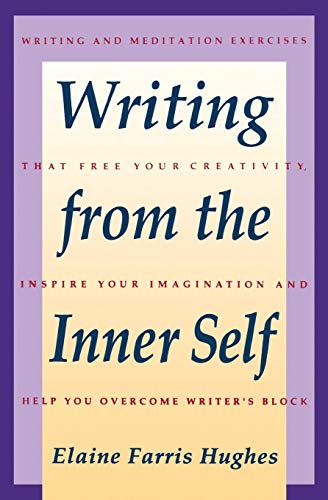 WRITING AND MEDITATION EXERCISES
Writing
THAT FREE YOUR CREATIVITY,
from the
INSPIRE YOUR IMAGINATION AND
Inner Self
HELP YOU OVERCOME WRITER'S BLOCK
Elaine Farris Hughes